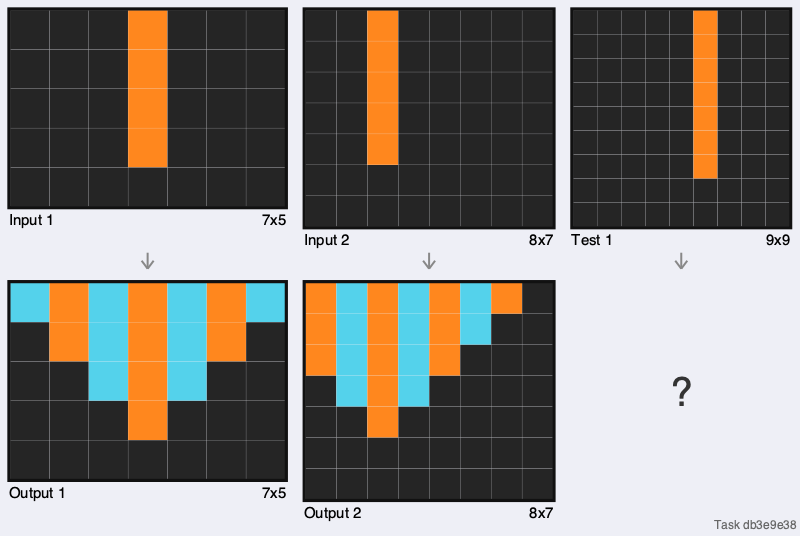 Input 1 7x5
Input 2 8x7
Test 1 9x9
?
Output 1 7x5
Output 2 8x7
Task db3e9e38